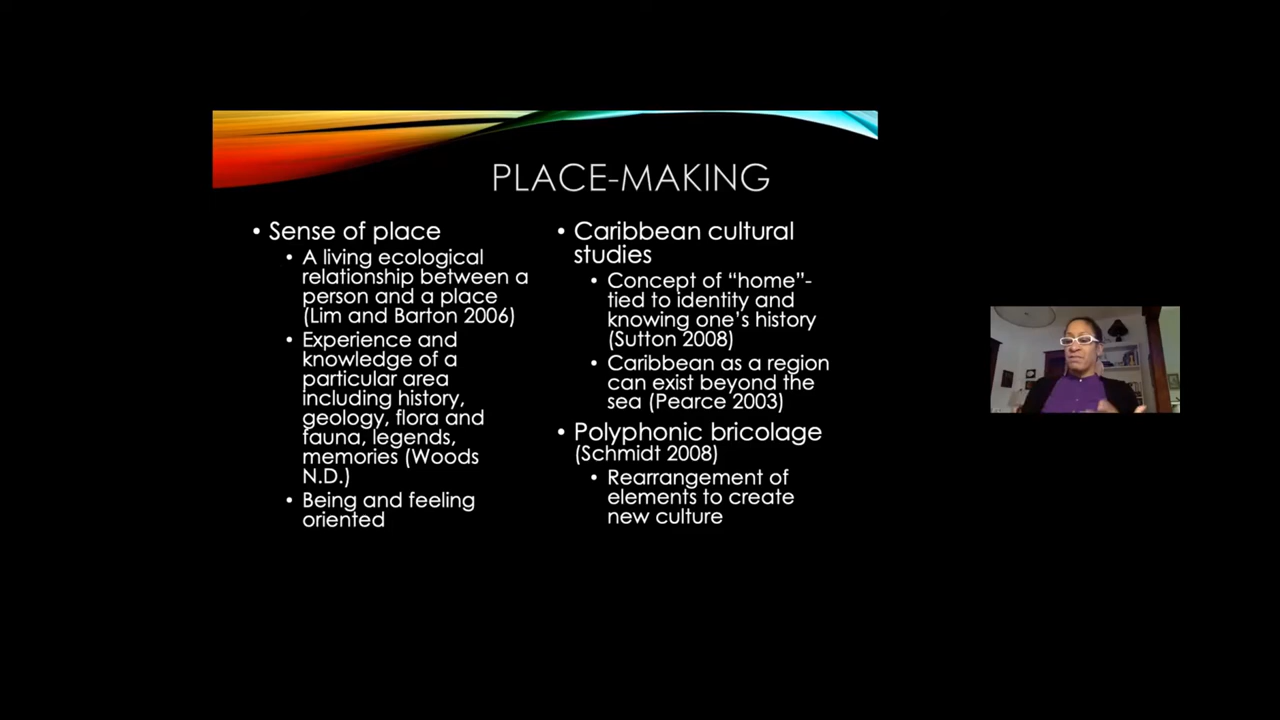 PLACE-MAKING
• Sense of place
• A living ecological
relationship between a
person and a place
(Lim and Barton 2006)
• Experience and
knowledge of a
particular area
including history,
geology, flora and
fauna, legends,
memories (Woods
N.D.)
• Being and feeling
oriented
• Caribbean cultural
studies
• Concept of “home”-
tied to identity and
knowing one’s history
(Sutton 2008)
• Caribbean as a region
can exist beyond the
sea (Pearce 2003)
• Polyphonic bricolage
(Schmidt 2008)
• Rearrangement of
elements to create
new culture